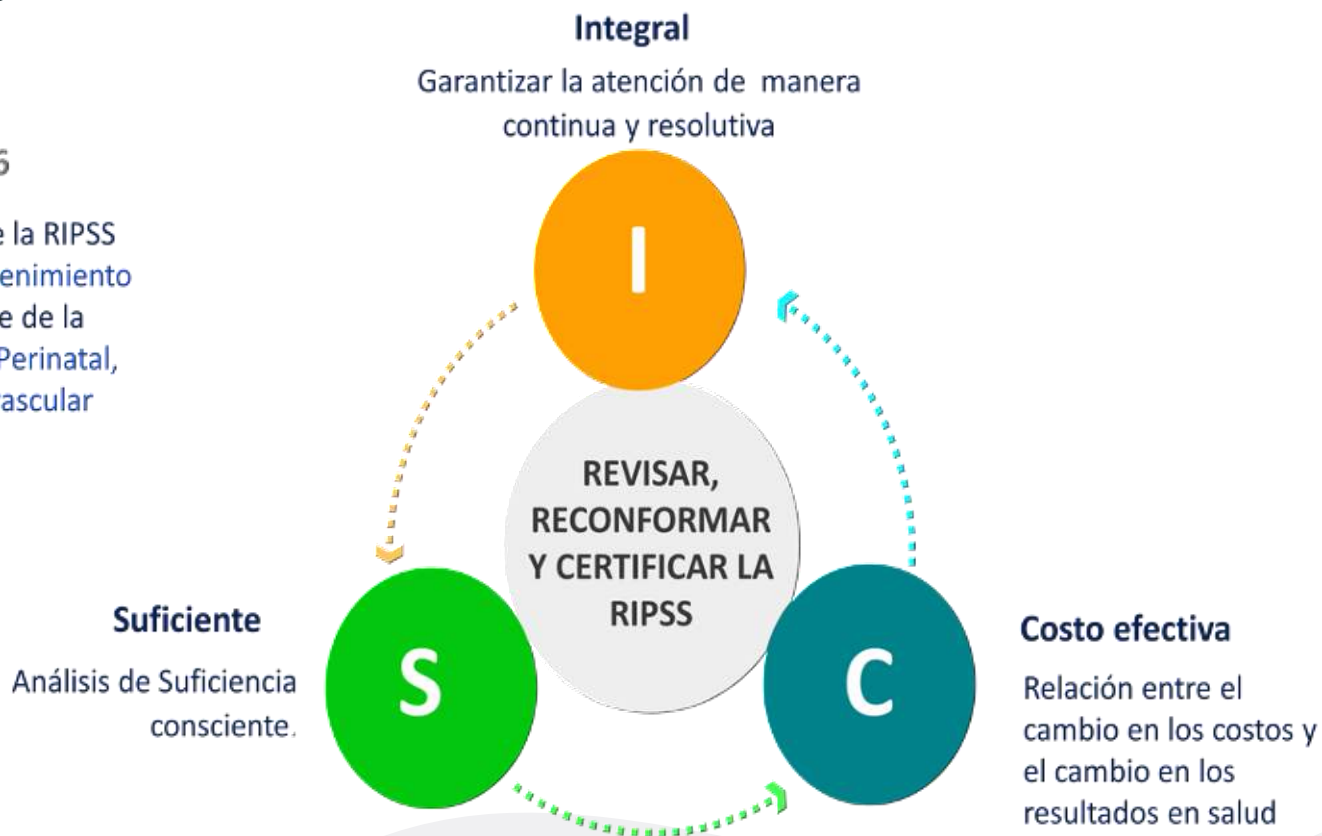 Integral
Garantizar la atención de manera
continua y resolutiva
6
e la RIPSS
enimiento
e de la
Perinatal,
ascular
I
REVISAR,
RECONFORMAR
Y CERTIFICAR LA
RIPSS
Suficiente
Análisis de Suficiencia
consciente.
S
C
Costo efectiva
Relación entre el
cambio en los costos y
el cambio en los
resultados en salud